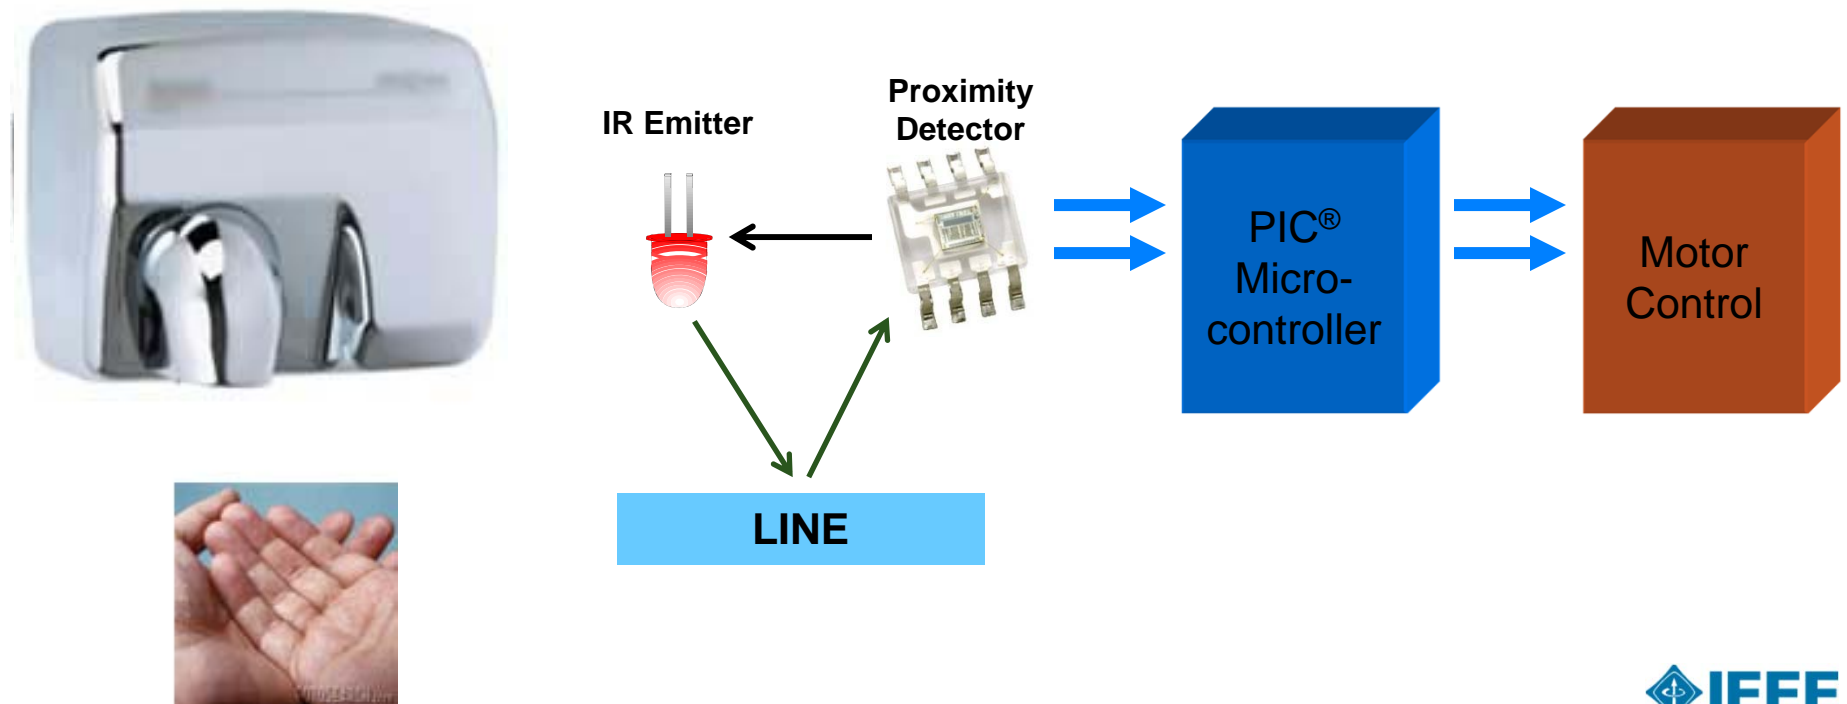 IR Emitter
Proximity
Detector
PIC®
Micro-
controller
Motor
Control
LINE
IEEE